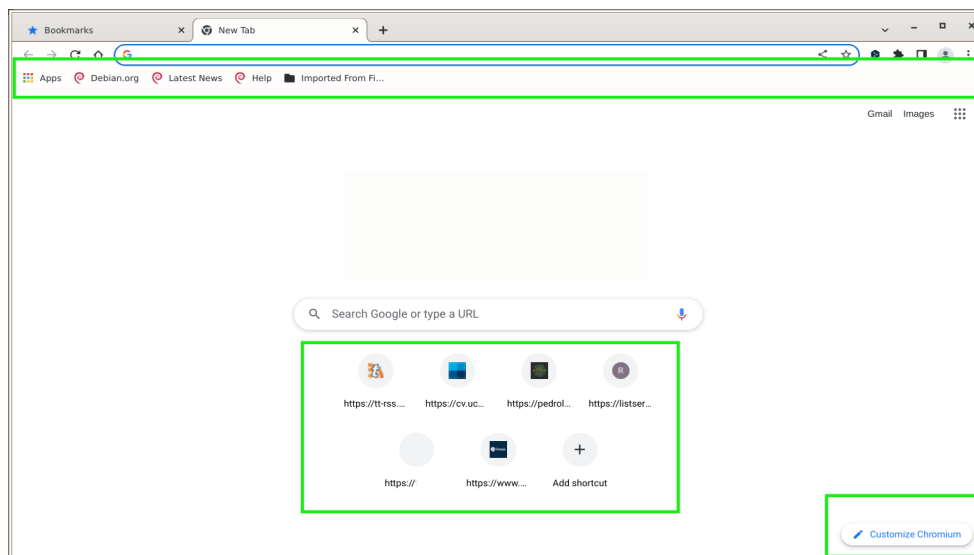 Bookmarks
New Tab
Apps Debian.org Latest News Help Imported From Fi...
Gmail Images
Search Google or type a URL
https://tt-rss.... https://cv.uc... https://pedrol... https://listser...
R
https:// https://www.... Add shortcut
Customize Chromium